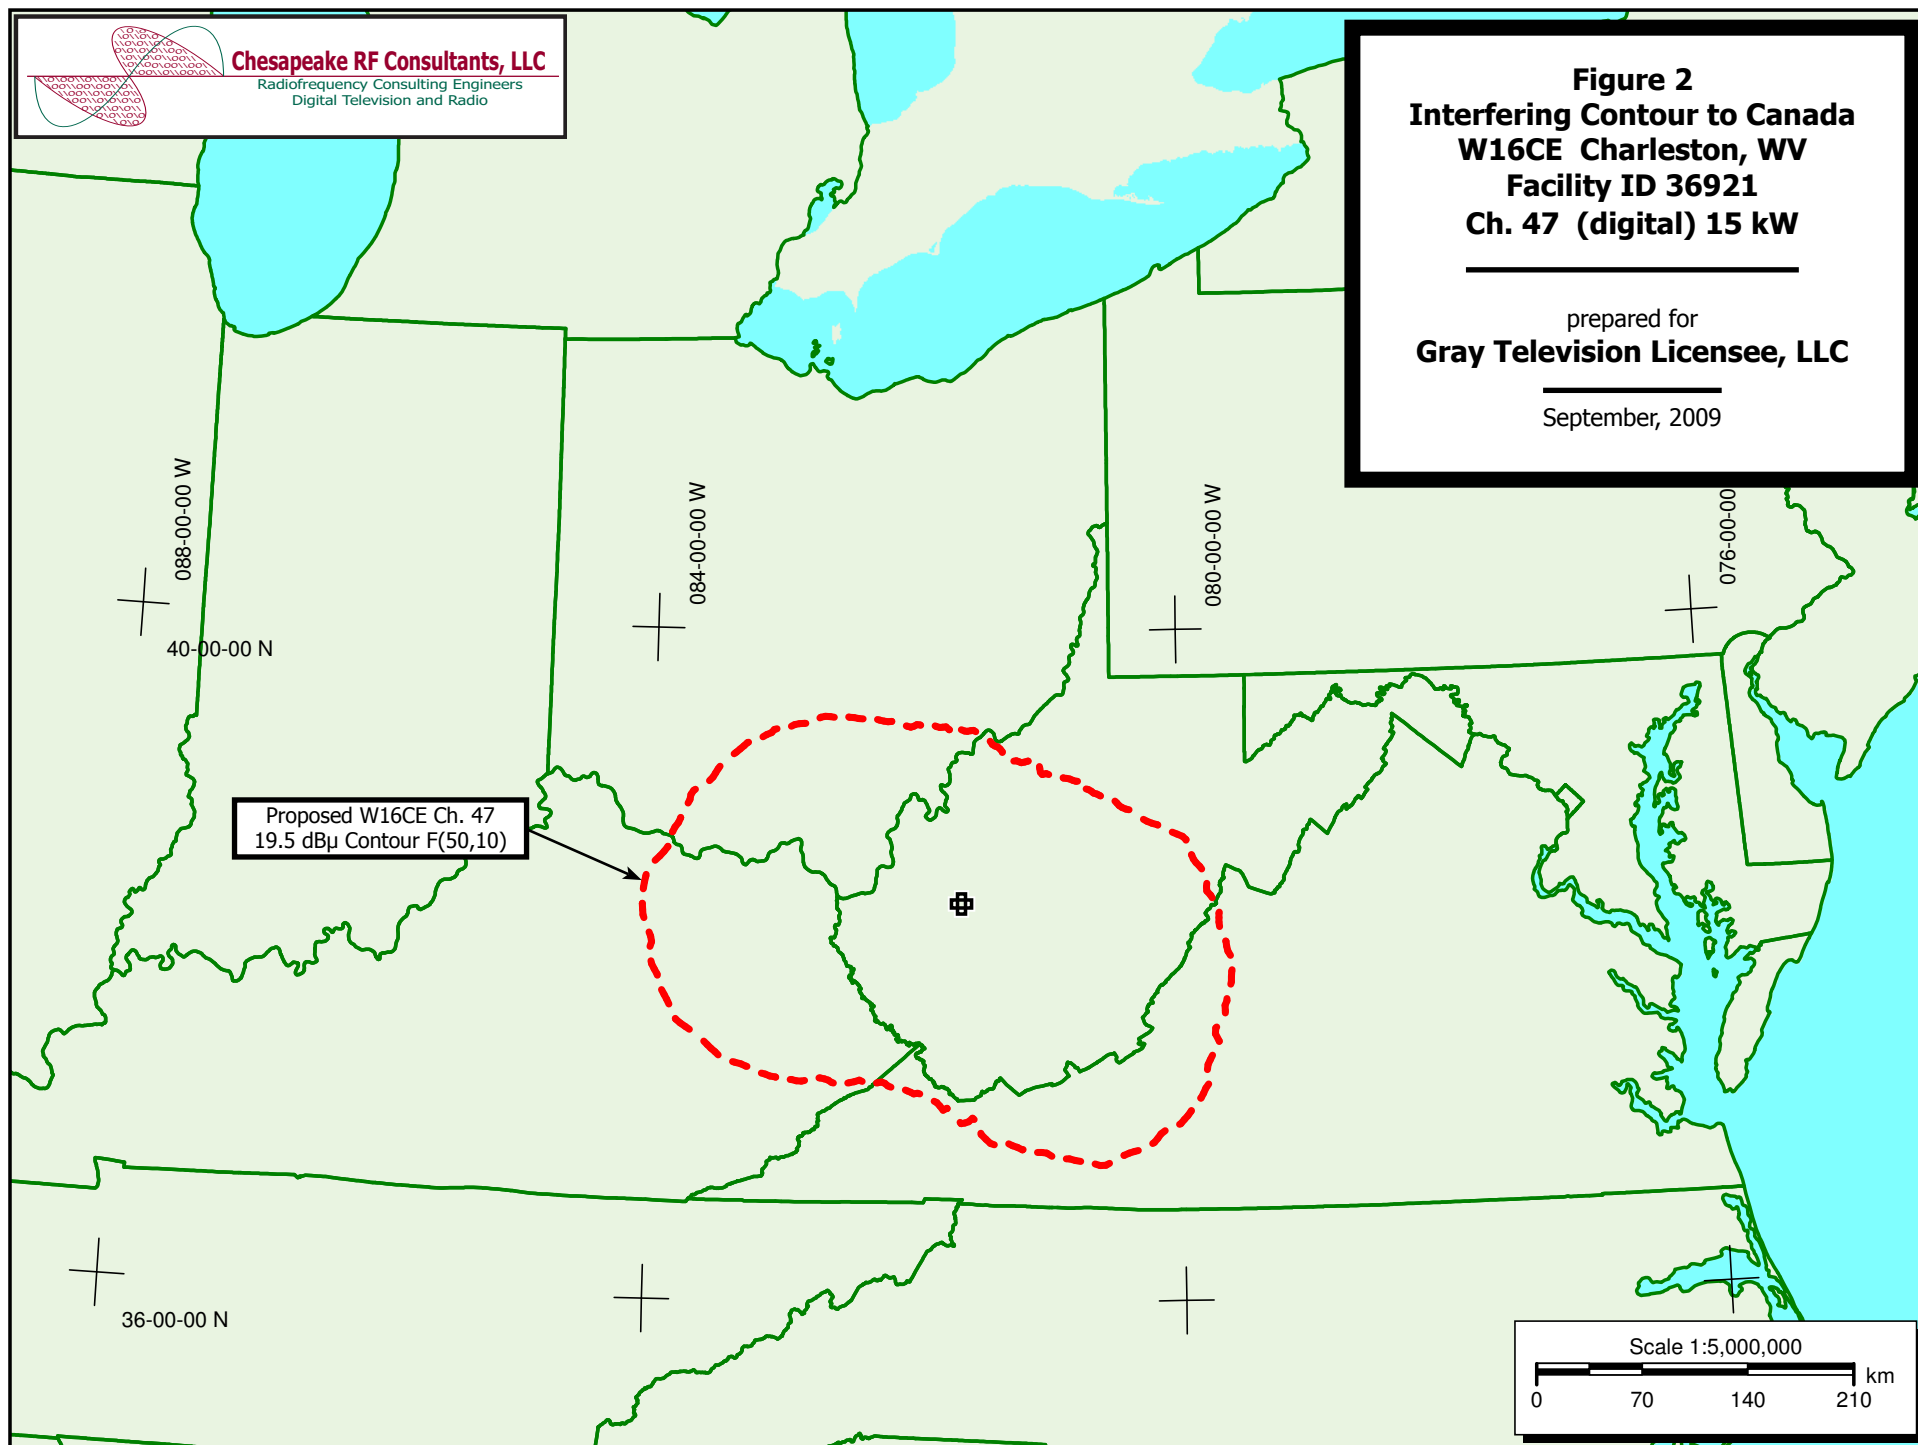 Chesapeake RF Consultants, LLC
Radiofrequency Consulting Engineers
Digital Television and Radio
Figure 2
Interfering Contour to Canada
W16CE Charleston, WV
Facility ID 36921
Ch. 47 (digital) 15 kW
prepared for
Gray Television Licensee, LLC
September, 2009
088-00-00 W
084-00-00 W
080-00-00 W
076-00-00
40-00-00 N
Proposed W16CE Ch. 47
19.5 dBµ Contour F(50,10)
36-00-00 N
Scale 1:5,000,000
km
0 70 140 210